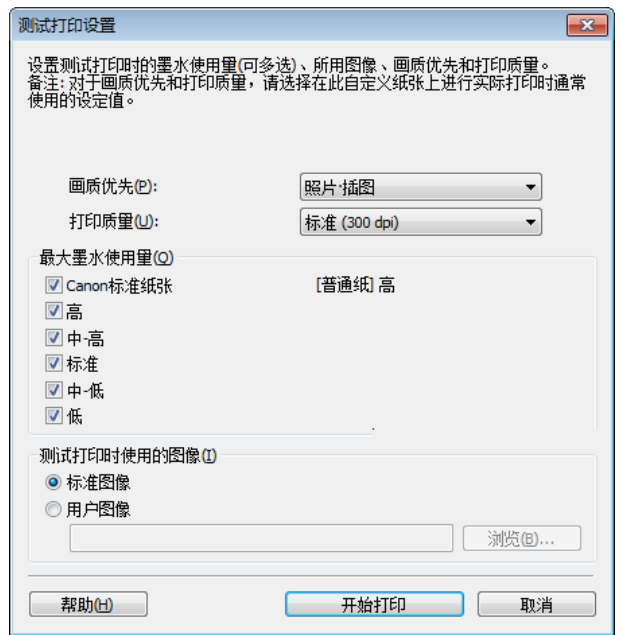 测试打印设置
设置测试打印时的墨水使用量(可多选)、所用图像、画质优先和打印质量。
备注: 对于画质优先和打印质量，请选择在此自定义纸张上进行实际打印时通常
使用的设定值。
画质优先(P): 照片·插图
打印质量(U): 标准 (300 dpi)
最大墨水使用量(Q)
Canon标准纸张 [普通纸] 高
高
中-高
标准
中-低
低
测试打印时使用的图像(I)
标准图像
用户图像
浏览(B)...
帮助(H) 开始打印 取消